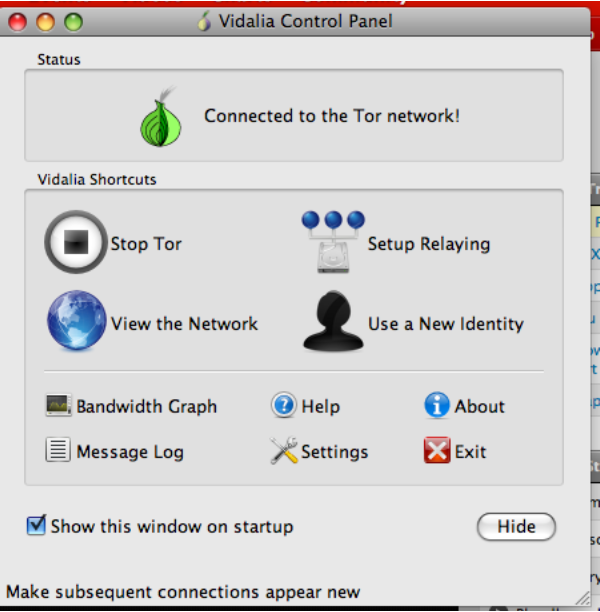 Vidalia Control Panel
Status
Connected to the Tor network!
Vidalia Shortcuts
Stop Tor
Setup Relaying
View the Network
Use a New Identity
Bandwidth Graph
Help
About
Message Log
Settings
Exit
Show this window on startup
Hide
Make subsequent connections appear new